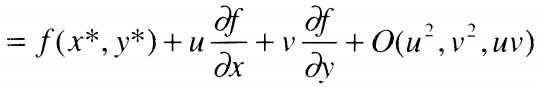 = f(x*, y*) + u ∂f/∂x + v ∂f/∂y + O(u², v², uv)